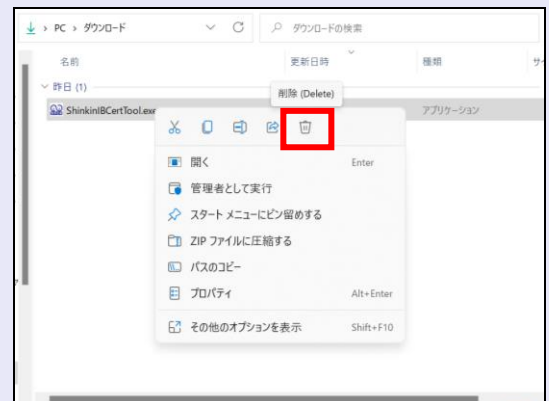 PC > ダウンロード
ダウンロードの検索
名前 更新日時 種類
昨日 (1)
削除 (Delete)
ShinkinIBCertTool.exe アプリケーション
開く Enter
管理者として実行
スタート メニューにピン留めする
ZIP ファイルに圧縮する
パスのコピー
プロパティ Alt+Enter
その他のオプションを表示 Shift+F10